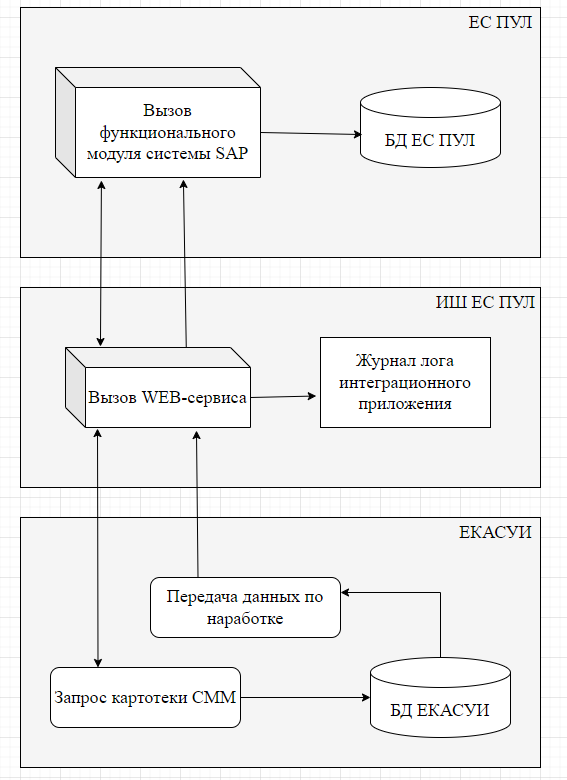 ЕС ПУЛ
Вызов
функционального
модуля системы SAP
БД ЕС ПУЛ
ИШ ЕС ПУЛ
Вызов WEB-сервиса
Журнал лога
интеграционного
приложения
ЕКАСУИ
Передача данных по
наработке
Запрос картотеки СММ
БД ЕКАСУИ